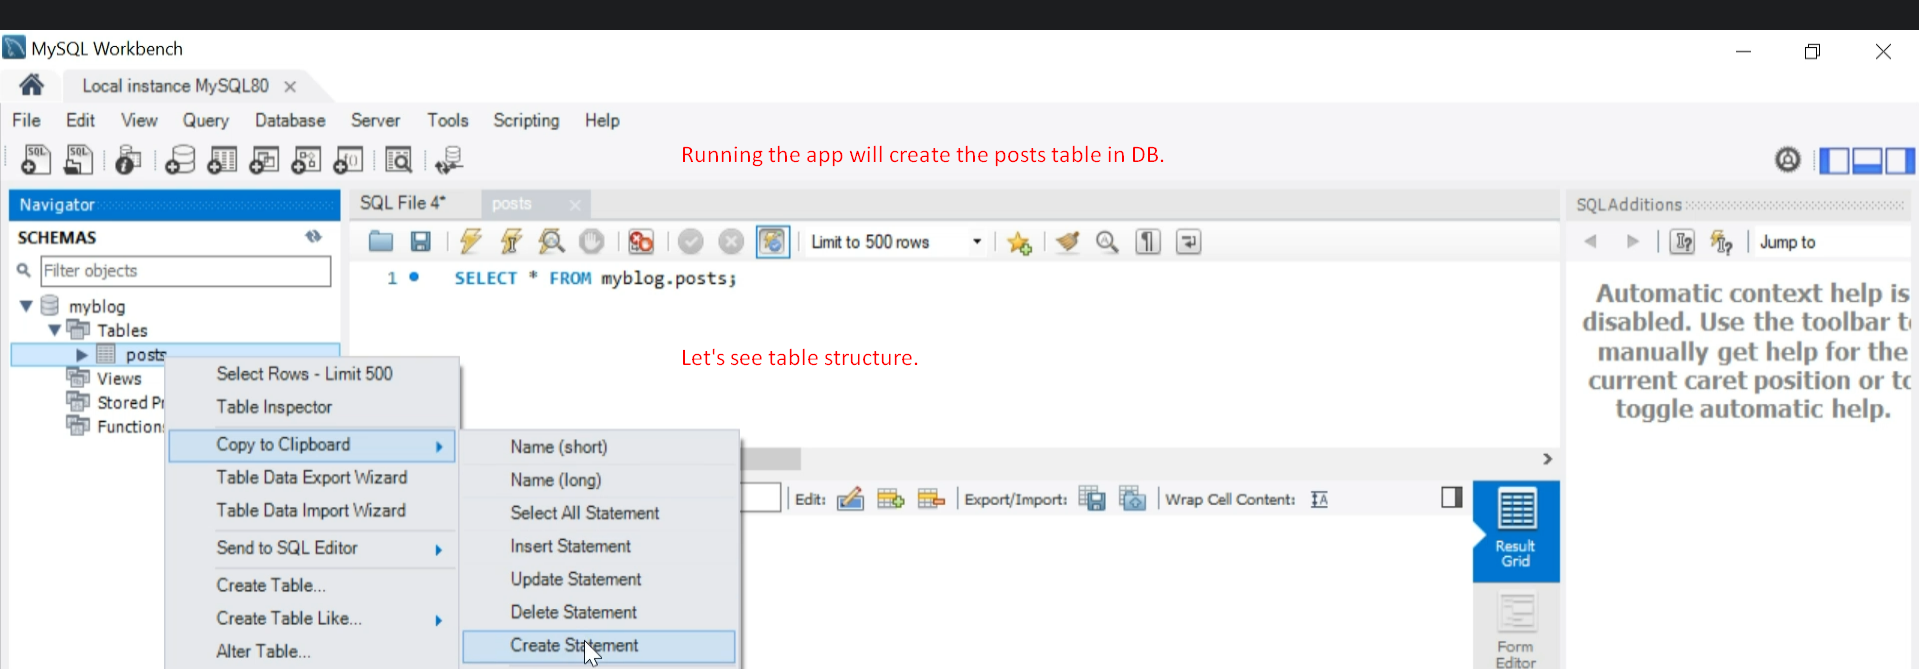 MySQL Workbench
Local instance MySQL80
File Edit View Query Database Server Tools Scripting Help
Running the app will create the posts table in DB.
Navigator
SQL File 4*
posts
SQLAdditions
SCHEMAS
Limit to 500 rows
Jump to
Filter objects
1 SELECT * FROM myblog.posts;
myblog
Tables
posts
Views
Stored Pr
Function
Let's see table structure.
Automatic context help is
disabled. Use the toolbar to
manually get help for the
current caret position or to
toggle automatic help.
Select Rows - Limit 500
Table Inspector
Copy to Clipboard
Table Data Export Wizard
Table Data Import Wizard
Send to SQL Editor
Create Table...
Create Table Like...
Alter Table...
Name (short)
Name (long)
Select All Statement
Insert Statement
Update Statement
Delete Statement
Create Statement
Edit: Export/Import: Wrap Cell Content:
Result
Grid
Form
Editor